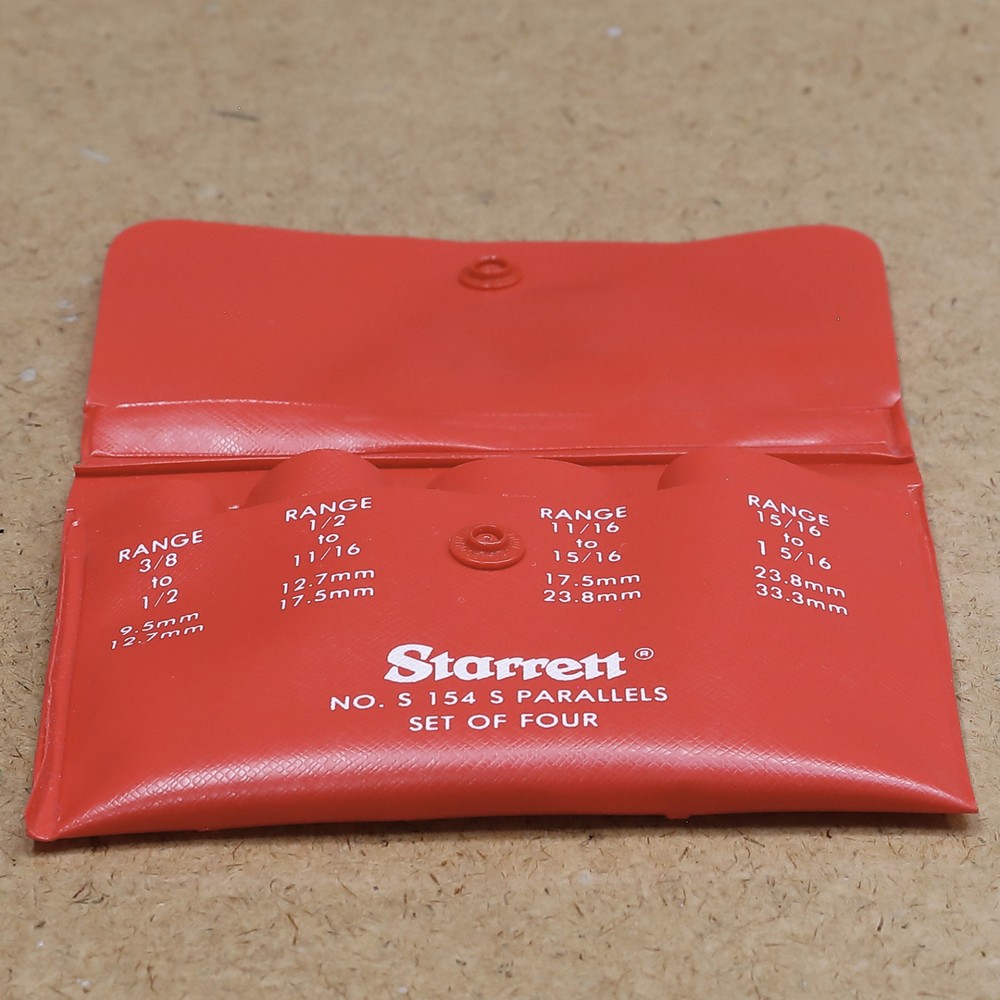 RANGE
3/8
to
1/2
9.5mm
12.7mm
RANGE
1/2
to
11/16
12.7mm
17.5mm
RANGE
11/16
to
15/16
17.5mm
23.8mm
RANGE
15/16
to
1 5/16
23.8mm
33.3mm
Starrett®
NO. S 154 S PARALLELS
SET OF FOUR